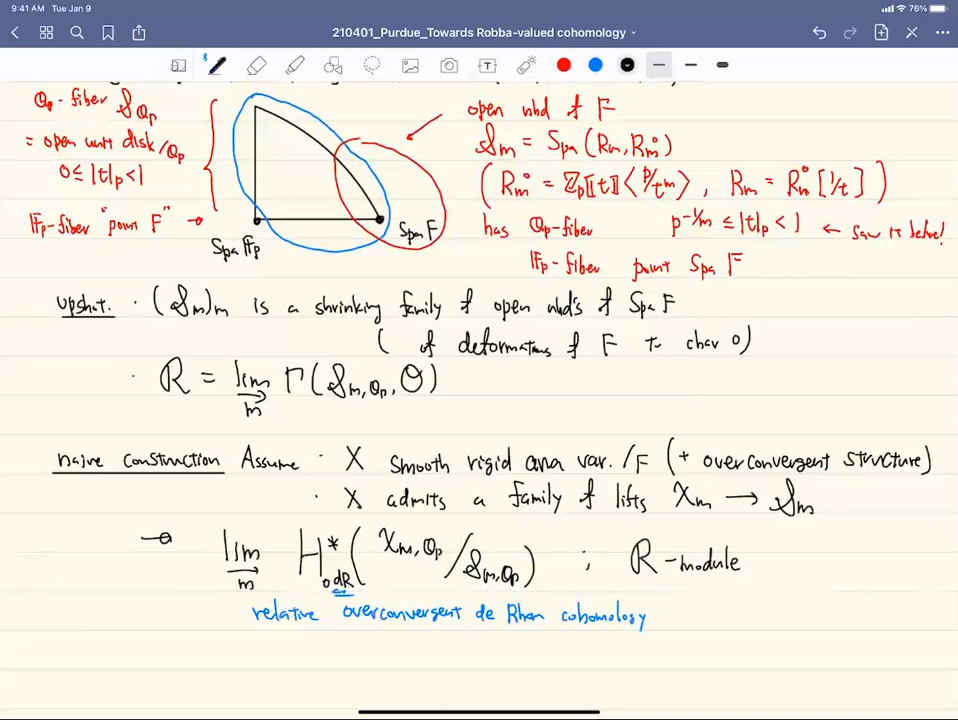 9:41 AM Tue Jan 9
76%
210401_Purdue_Towards Robba-valued cohomology
Qp-fiber 𝒮_Qp
= open unit disk/Qp
0 ≤ |t|p < 1
Fp-fiber "point F"
Spa Fp
Spa F
open nbd of F
𝒮m = Spa (Rm, Rm°)
( Rm° = Zp[[t]]⟨p/t^m⟩ , Rm = Rm°[1/t] )
has Qp-fiber p^{-1/m} ≤ |t|p < 1 ← saw it before!
Fp-fiber point Spa F
upshot. · (𝒮m)m is a shrinking family of open nbd's of Spa F
( of deformations of F to char 0)
· R = lim→m Γ(𝒮m,Qp, O)
naive construction Assume · X smooth rigid ana var. /F (+ overconvergent structure)
· X admits a family of lifts 𝒳m → 𝒮m
→ lim→m H*odR ( 𝒳m,Qp / 𝒮m,Qp ) ; R-module
relative overconvergent de Rham cohomology